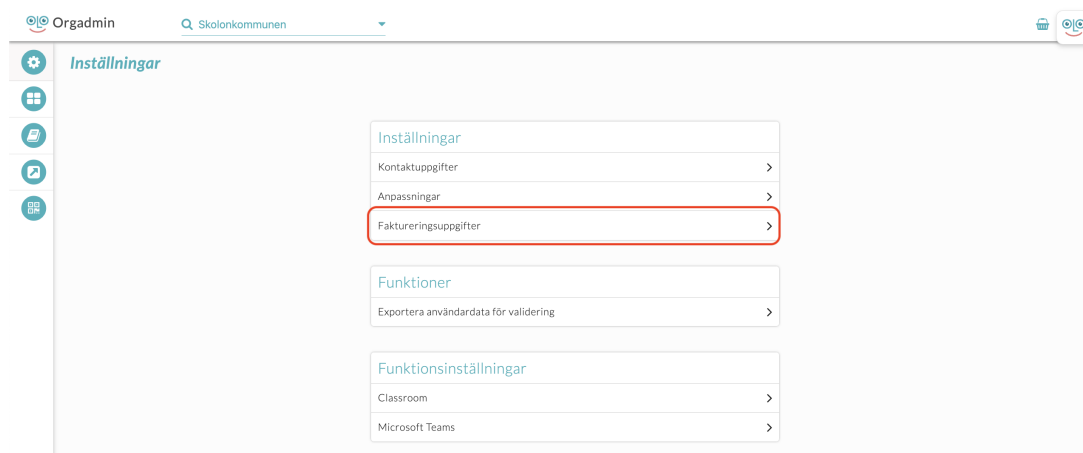 Orgadmin
Skolonkommunen
Inställningar
Inställningar
Kontaktuppgifter
Anpassningar
Faktureringsuppgifter
Funktioner
Exportera användardata för validering
Funktionsinställningar
Classroom
Microsoft Teams